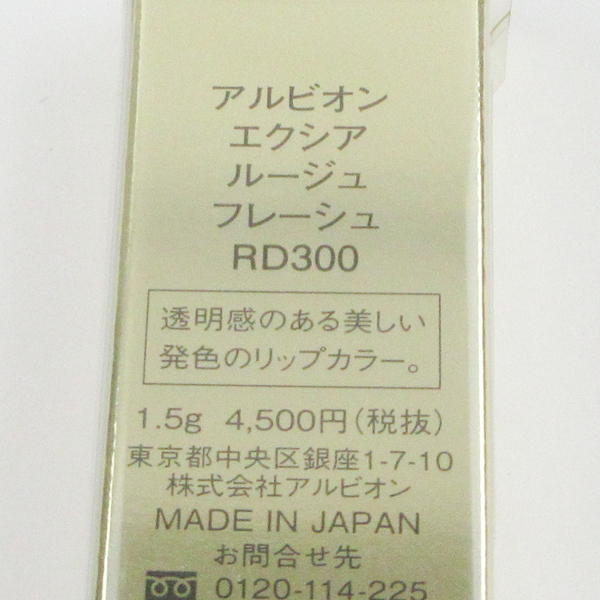 アルビオン
エクシア
ルージュ
フレーシュ
RD300
透明感のある美しい
発色のリップカラー。
1.5g 4,500円(税抜)
東京都中央区銀座1-7-10
株式会社アルビオン
MADE IN JAPAN
お問合せ先
0120-114-225